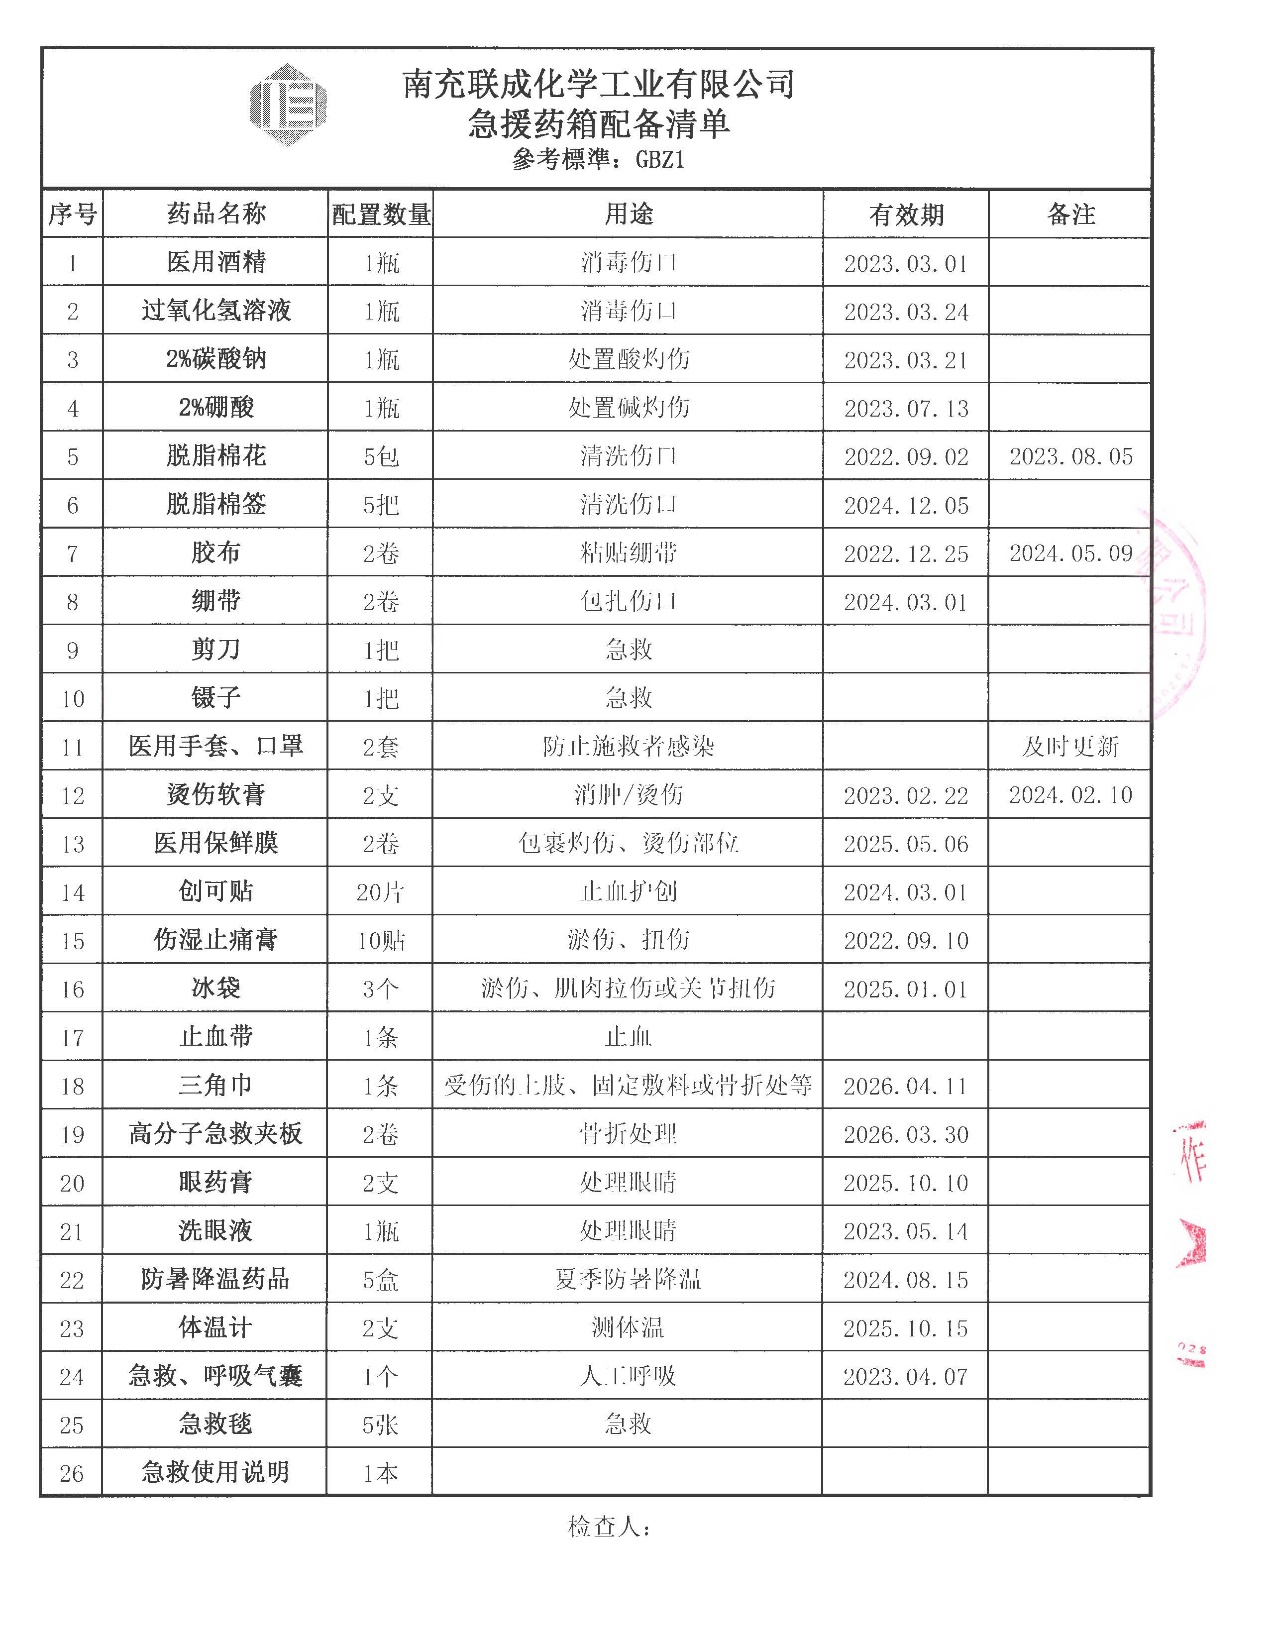 南充联成化学工业有限公司
急援药箱配备清单
參考標準：GBZ1
序号 药品名称 配置数量 用途 有效期 备注
1 医用酒精 1瓶 消毒伤口 2023.03.01
2 过氧化氢溶液 1瓶 消毒伤口 2023.03.24
3 2%碳酸钠 1瓶 处置酸灼伤 2023.03.21
4 2%硼酸 1瓶 处置碱灼伤 2023.07.13
5 脱脂棉花 5包 清洗伤口 2022.09.02 2023.08.05
6 脱脂棉签 5把 清洗伤口 2024.12.05
7 胶布 2卷 粘贴绷带 2022.12.25 2024.05.09
8 绷带 2卷 包扎伤口 2024.03.01
9 剪刀 1把 急救
10 镊子 1把 急救
11 医用手套、口罩 2套 防止施救者感染 及时更新
12 烫伤软膏 2支 消肿/烫伤 2023.02.22 2024.02.10
13 医用保鲜膜 2卷 包裹灼伤、烫伤部位 2025.05.06
14 创可贴 20片 止血护创 2024.03.01
15 伤湿止痛膏 10贴 淤伤、扭伤 2022.09.10
16 冰袋 3个 淤伤、肌肉拉伤或关节扭伤 2025.01.01
17 止血带 1条 止血
18 三角巾 1条 受伤的上肢、固定敷料或骨折处等 2026.04.11
19 高分子急救夹板 2卷 骨折处理 2026.03.30
20 眼药膏 2支 处理眼睛 2025.10.10
21 洗眼液 1瓶 处理眼睛 2023.05.14
22 防暑降温药品 5盒 夏季防暑降温 2024.08.15
23 体温计 2支 测体温 2025.10.15
24 急救、呼吸气囊 1个 人工呼吸 2023.04.07
25 急救毯 5张 急救
26 急救使用说明 1本
检查人：
限公司
作
028